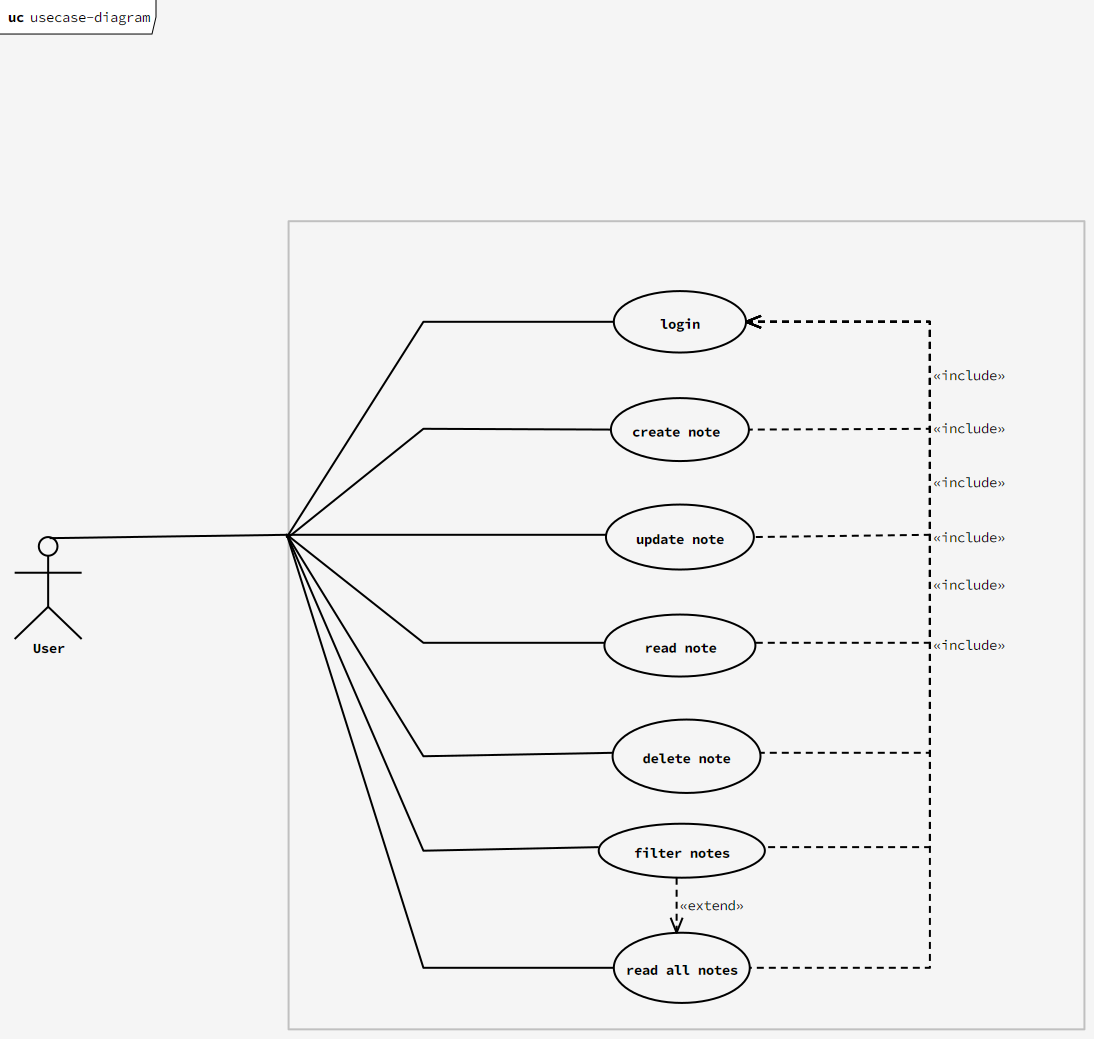 uc usecase-diagram
login
«include»
create note
«include»
«include»
update note
«include»
«include»
User
read note
«include»
delete note
filter notes
«extend»
read all notes